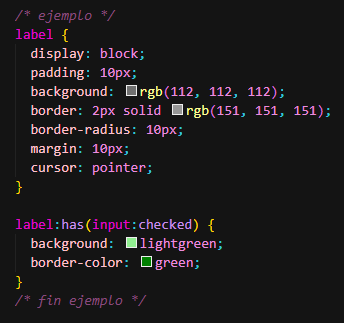 /* ejemplo */
label {
  display: block;
  padding: 10px;
  background: rgb(112, 112, 112);
  border: 2px solid rgb(151, 151, 151);
  border-radius: 10px;
  margin: 10px;
  cursor: pointer;
}

label:has(input:checked) {
  background: lightgreen;
  border-color: green;
}
/* fin ejemplo */